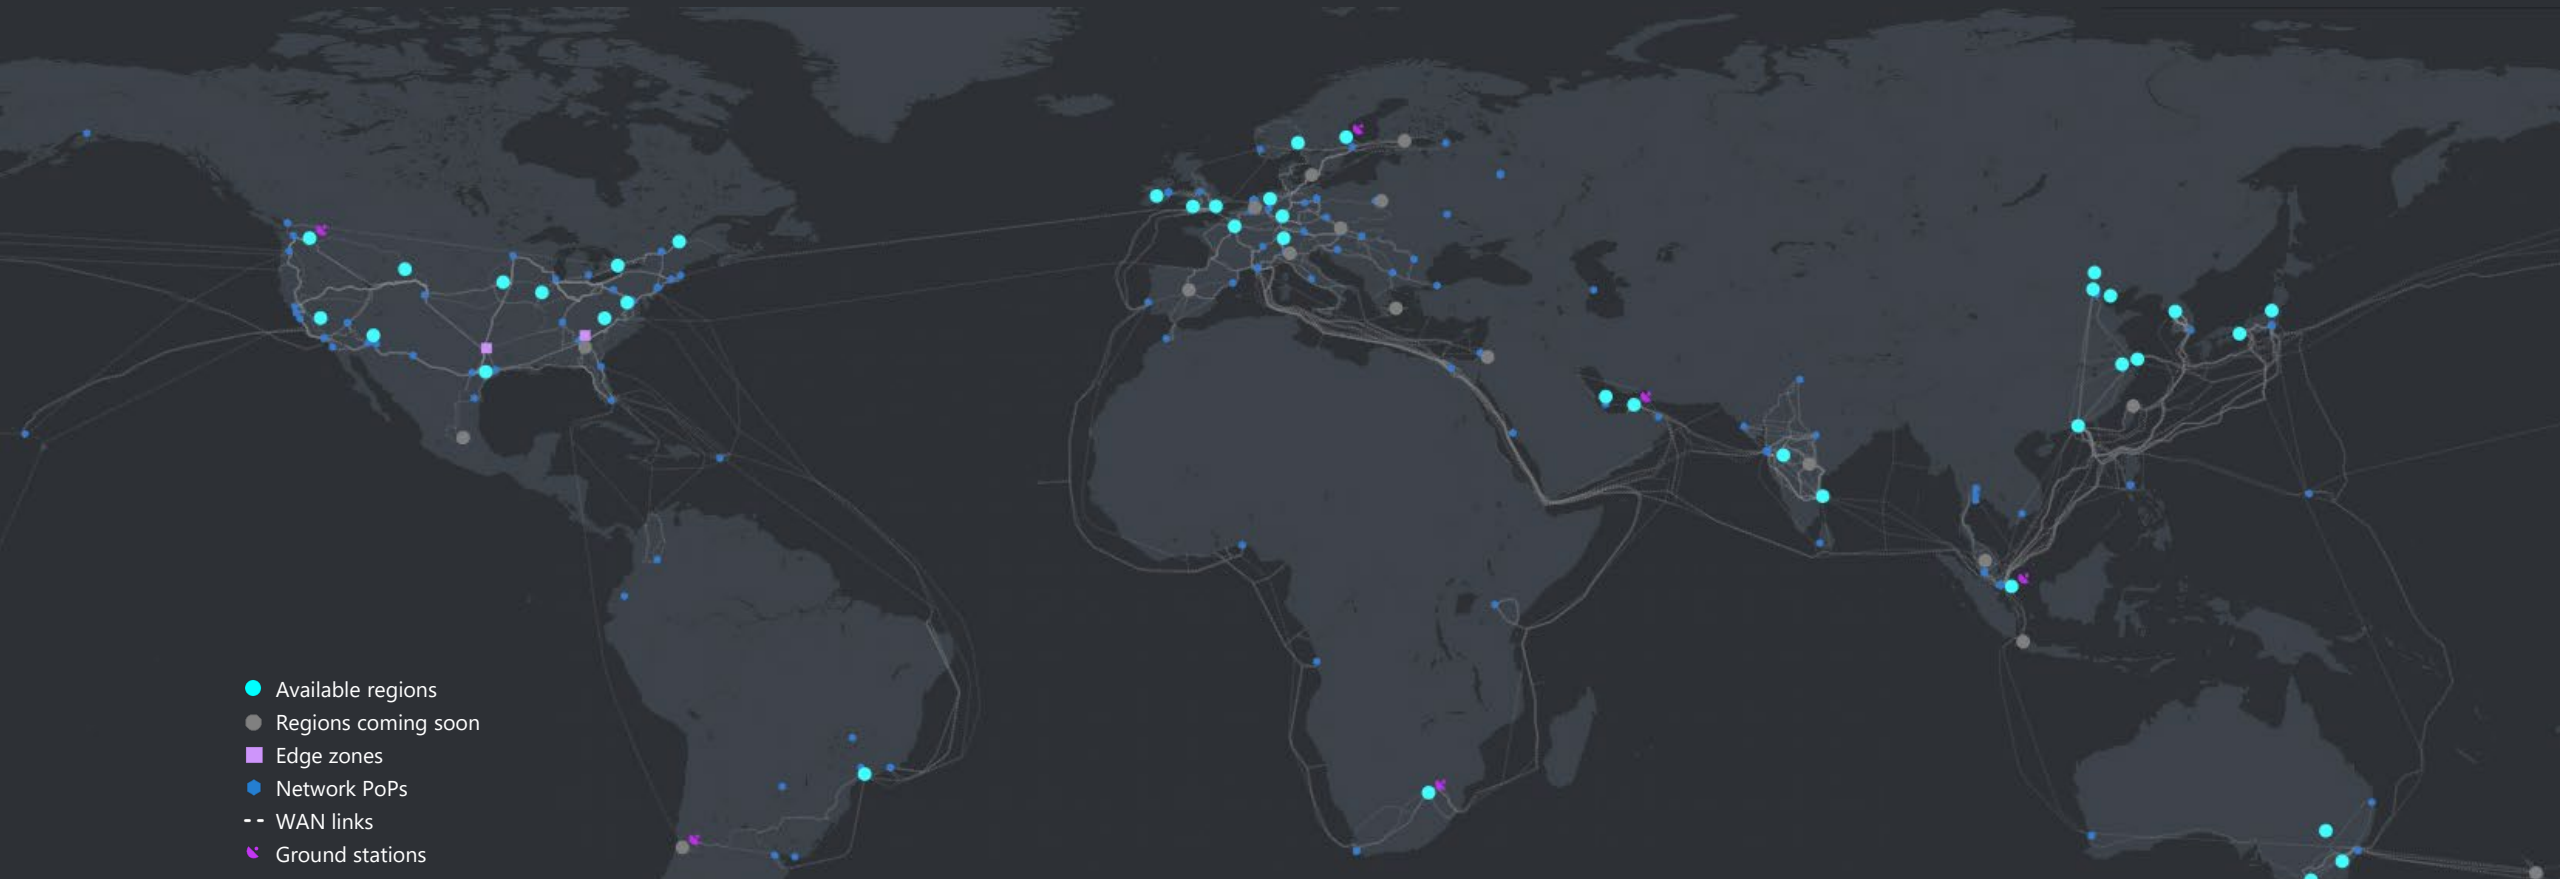 Available regions
Regions coming soon
Edge zones
Network PoPs
WAN links
Ground stations